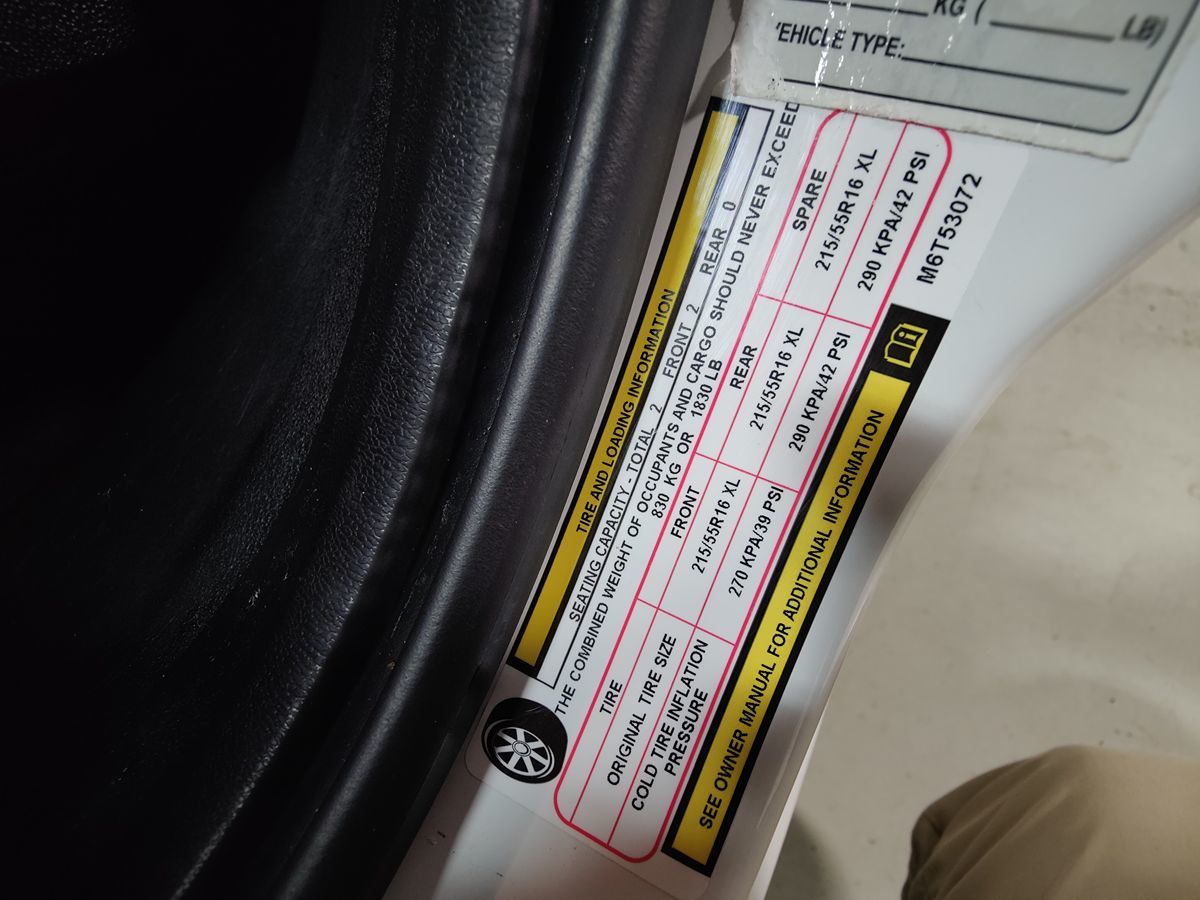 KG ( LB)
VEHICLE TYPE:
TIRE AND LOADING INFORMATION
SEATING CAPACITY - TOTAL 2 FRONT 2 REAR 0
THE COMBINED WEIGHT OF OCCUPANTS AND CARGO SHOULD NEVER EXCEED
830 KG OR 1830 LB
TIRE FRONT REAR SPARE
ORIGINAL TIRE SIZE 215/55R16 XL 215/55R16 XL 215/55R16 XL
COLD TIRE INFLATION
PRESSURE 270 KPA/39 PSI 290 KPA/42 PSI 290 KPA/42 PSI
SEE OWNER MANUAL FOR ADDITIONAL INFORMATION
M6T53072